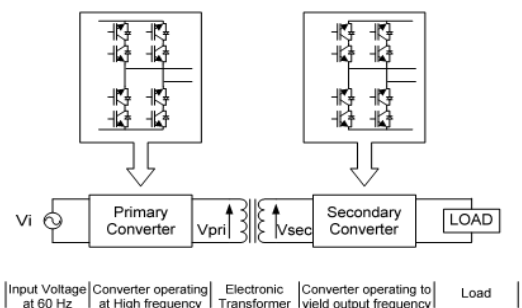 Vi
Primary
Converter
Vpri
Vsec
Secondary
Converter
LOAD
Input Voltage
at 60 Hz
Converter operating
at High frequency
Electronic
Transformer
Converter operating to
yield output frequency
Load